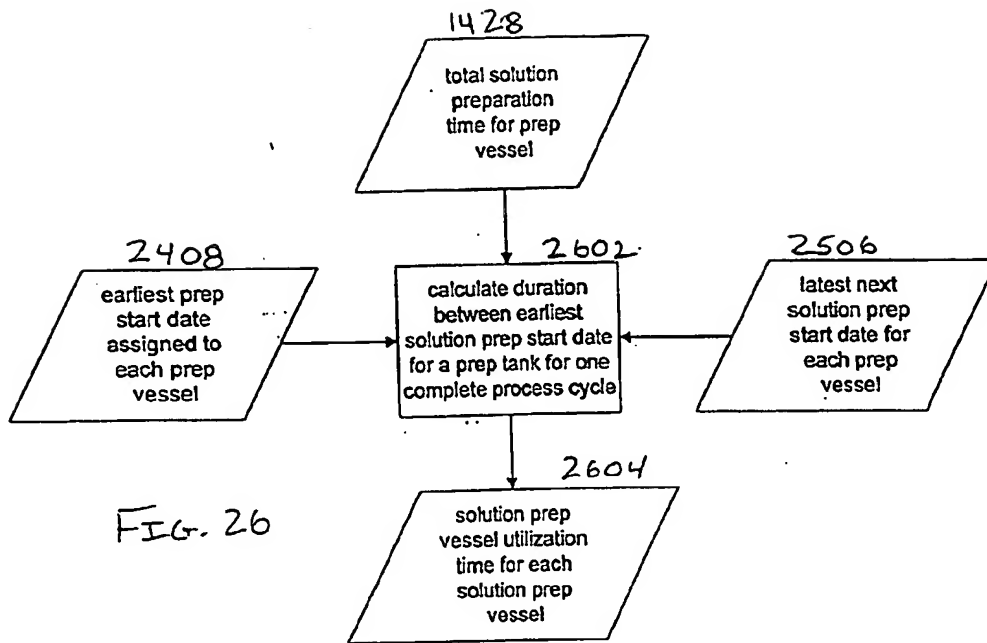 1428
total solution
preparation
time for prep
vessel
2408
earliest prep
start date
assigned to
each prep
vessel
2602
calculate duration
between earliest
solution prep start date
for a prep tank for one
complete process cycle
2506
latest next
solution prep
start date for
each prep
vessel
2604
solution prep
vessel utilization
time for each
solution prep
vessel
FIG. 26